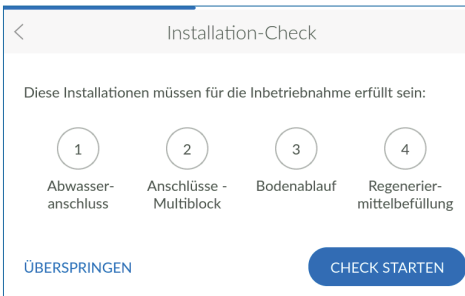 Installation-Check
Diese Installationen müssen für die Inbetriebnahme erfüllt sein:
1 2 3 4
Abwasser- Anschlüsse - Bodenablauf Regenerier-
anschluss Multiblock mittelbefüllung
ÜBERSPRINGEN CHECK STARTEN